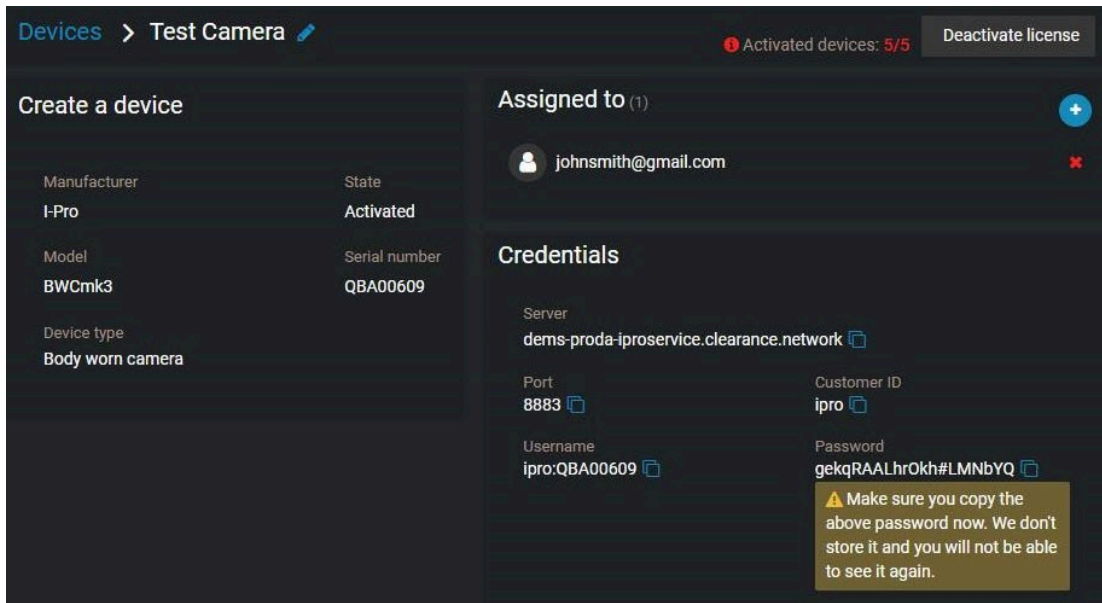 Devices > Test Camera
Activated devices: 5/5
Deactivate license
Create a device
Manufacturer
I-Pro
State
Activated
Model
BWCmk3
Serial number
QBA00609
Device type
Body worn camera
Assigned to (1)
johnsmith@gmail.com
Credentials
Server
dems-proda-iproservice.clearance.network
Port
8883
Customer ID
ipro
Username
ipro:QBA00609
Password
gekqRAALhrOkh#LMNbYQ
Make sure you copy the
above password now. We don't
store it and you will not be able
to see it again.